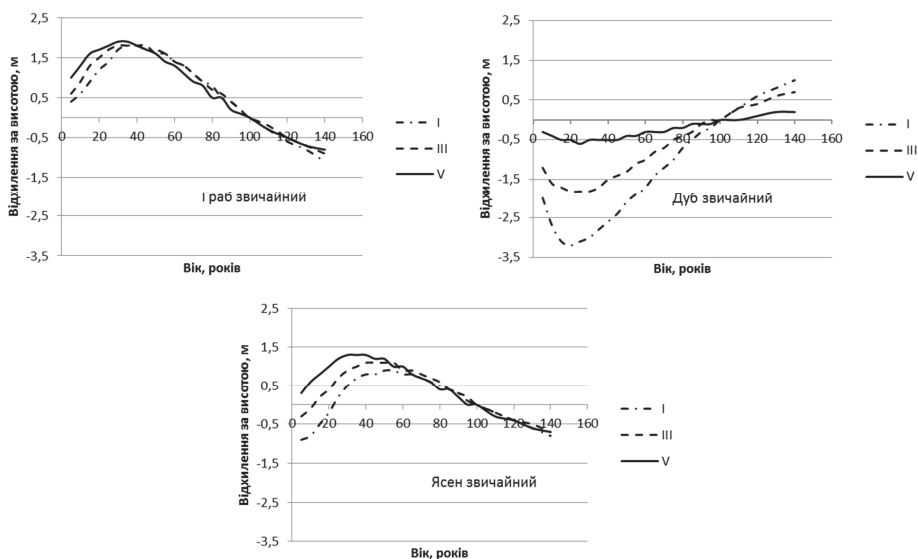 Відхилення за висотою, м
2,5
1,5
0,5
-0,5
-1,5
-2,5
-3,5
0 20 40 60 80 100 120 140 160
I
III
V
Граб звичайний
Вік, років
Відхилення за висотою, м
2,5
1,5
0,5
-0,5
-1,5
-2,5
-3,5
0 20 40 60 80 100 120 140 160
I
III
V
Дуб звичайний
Вік, років
Відхилення за висотою, м
2,5
1,5
0,5
-0,5
-1,5
-2,5
-3,5
0 20 40 60 80 100 120 140 160
I
III
V
Ясен звичайний
Вік, років